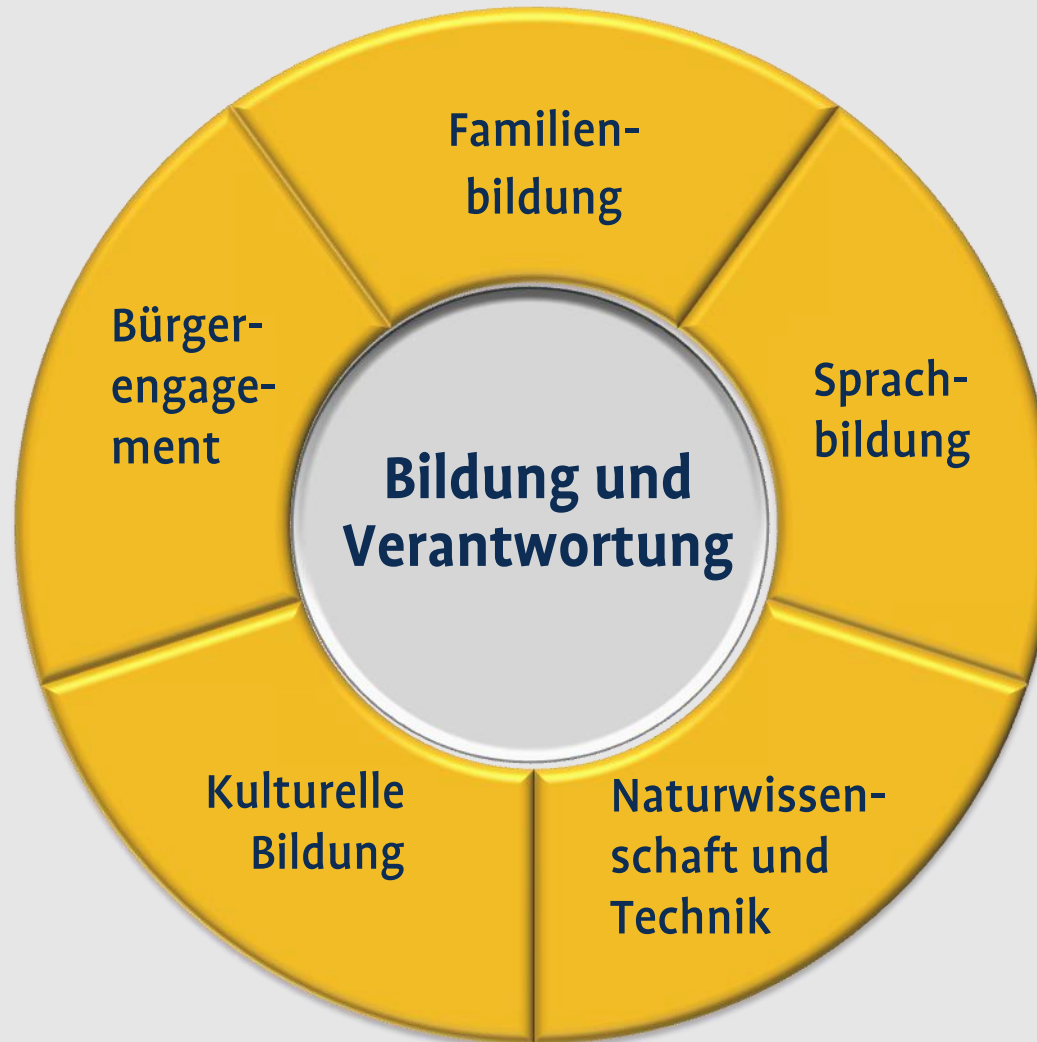 Familien-
bildung
Bürger-
engage-
ment
Sprach-
bildung
Bildung und
Verantwortung
Kulturelle
Bildung
Naturwissen-
schaft und
Technik